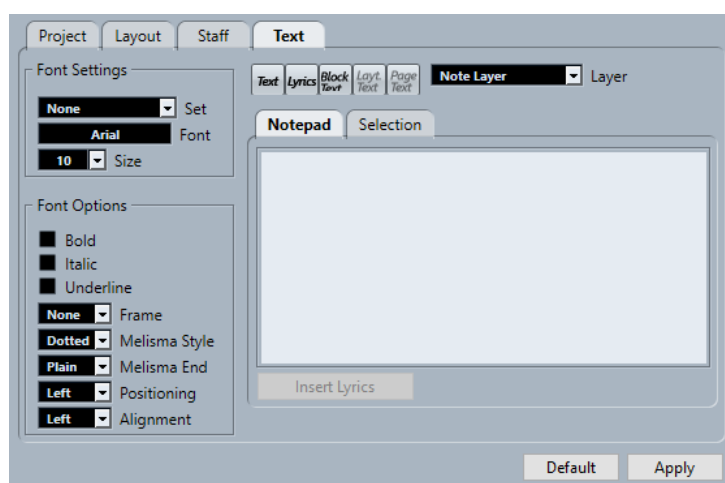 Project Layout Staff Text
Font Settings
None Set
Arial Font
10 Size
Font Options
Bold
Italic
Underline
None Frame
Dotted Melisma Style
Plain Melisma End
Left Positioning
Left Alignment
Text Lyrics Block Text Layt. Text Page Text Note Layer Layer
Notepad Selection
Insert Lyrics
Default Apply